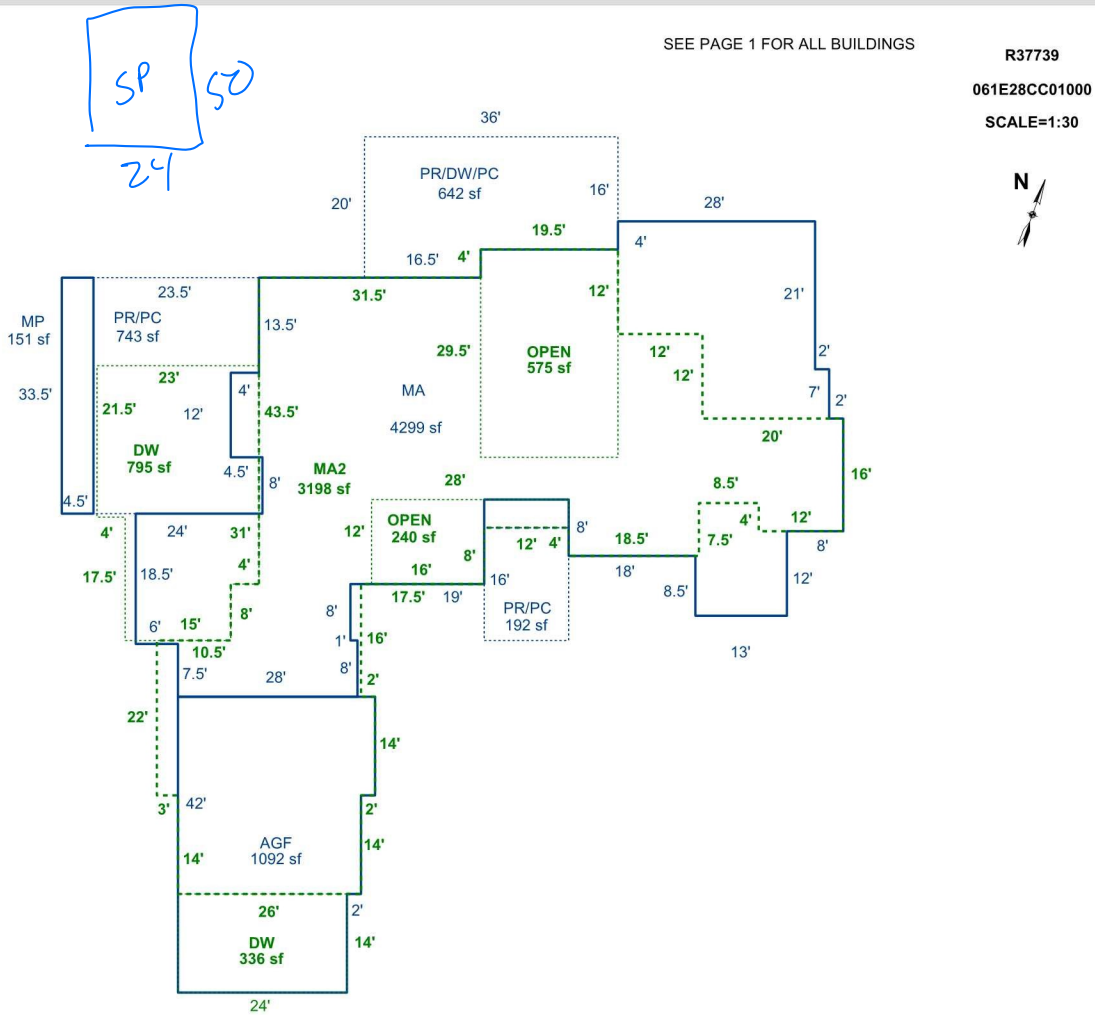 SEE PAGE 1 FOR ALL BUILDINGS
R37739
061E28CC01000
SCALE=1:30
N
SP
50
24
36'
PR/DW/PC
642 sf
20'
16'
28'
19.5'
4'
16.5'
4'
23.5'
31.5'
12'
21'
MP
151 sf
PR/PC
743 sf
13.5'
29.5'
OPEN
575 sf
12'
12'
2'
33.5'
23'
4'
MA
7'
2'
21.5'
12'
43.5'
4299 sf
DW
795 sf
20'
4.5'
8'
MA2
3198 sf
28'
8.5'
16'
4.5'
4'
24'
31'
12'
OPEN
240 sf
8'
12'
4'
8'
18.5'
7.5'
4'
12'
8'
17.5'
18.5'
4'
16'
16'
18'
8.5'
12'
17.5'
19'
PR/PC
192 sf
6'
15'
8'
8'
10.5'
1'
16'
13'
7.5'
28'
8'
2'
22'
14'
3'
42'
2'
AGF
1092 sf
14'
14'
26'
2'
DW
336 sf
14'
24'